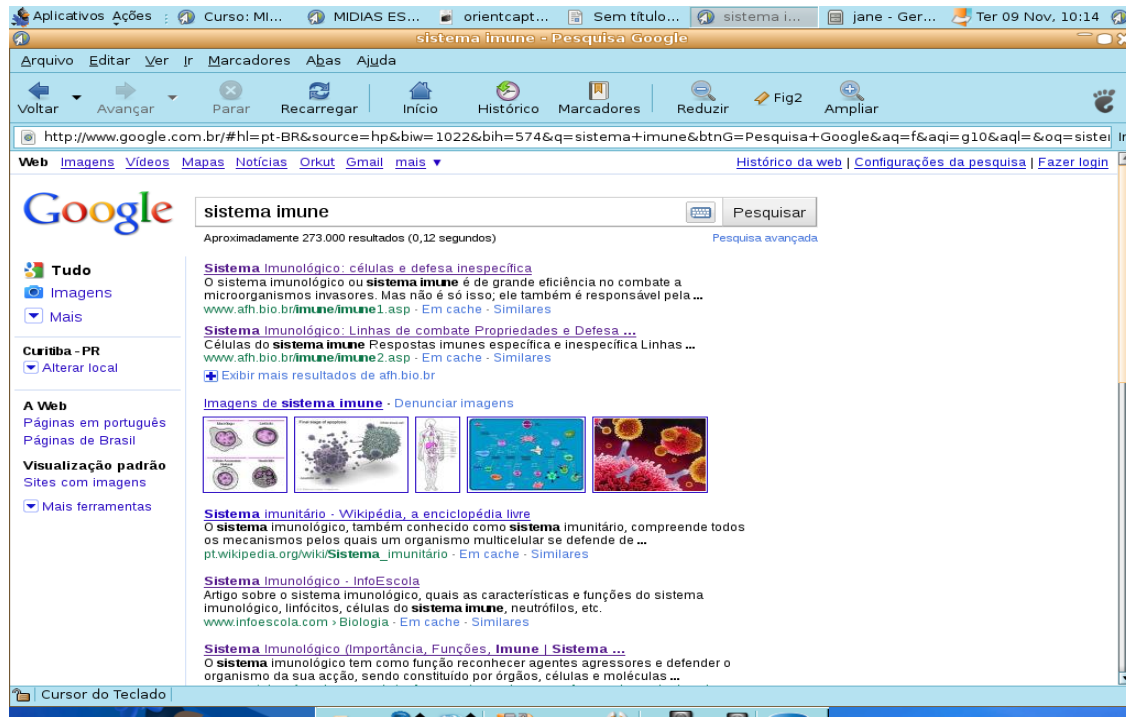 Aplicativos Ações Curso: MI... MIDIAS ES... orientcapt... Sem título... sistema i... jane - Ger... Ter 09 Nov, 10:14
sistema imune - Pesquisa Google
Arquivo Editar Ver Ir Marcadores Abas Ajuda
Voltar Avançar Parar Recarregar Início Histórico Marcadores Reduzir Fig2 Ampliar
http://www.google.com.br/#hl=pt-BR&source=hp&biw=1022&bih=574&q=sistema+imune&btnG=Pesquisa+Google&aq=f&aqi=g10&aql=&oq=sister
Web Imagens Vídeos Mapas Notícias Orkut Gmail mais ▼ Histórico da web | Configurações da pesquisa | Fazer login
Google sistema imune Pesquisar
Aproximadamente 273.000 resultados (0,12 segundos) Pesquisa avançada
Tudo
Imagens
Mais
Curitiba - PR
Alterar local
A Web
Páginas em português
Páginas de Brasil
Visualização padrão
Sites com imagens
Mais ferramentas
Sistema Imunológico: células e defesa inespecífica
O sistema imunológico ou sistema imune é de grande eficiência no combate a
microorganismos invasores. Mas não é só isso; ele também é responsável pela ...
www.afh.bio.br/imune/imune1.asp - Em cache - Similares
Sistema Imunológico: Linhas de combate Propriedades e Defesa ...
Células do sistema imune Respostas imunes específica e inespecífica Linhas ...
www.afh.bio.br/imune/imune2.asp - Em cache - Similares
Exibir mais resultados de afh.bio.br
Imagens de sistema imune - Denunciar imagens
Sistema imunitário - Wikipédia, a enciclopédia livre
O sistema imunológico, também conhecido como sistema imunitário, compreende todos
os mecanismos pelos quais um organismo multicelular se defende de ...
pt.wikipedia.org/wiki/Sistema_imunitário - Em cache - Similares
Sistema Imunológico - InfoEscola
Artigo sobre o sistema imunológico, quais as características e funções do sistema
imunológico, linfócitos, células do sistema imune, neutrófilos, etc.
www.infoescola.com › Biologia - Em cache - Similares
Sistema Imunológico (Importância, Funções, Imune | Sistema ...
O sistema imunológico tem como função reconhecer agentes agressores e defender o
organismo da sua acção, sendo constituído por órgãos, células e moléculas ...
Cursor do Teclado